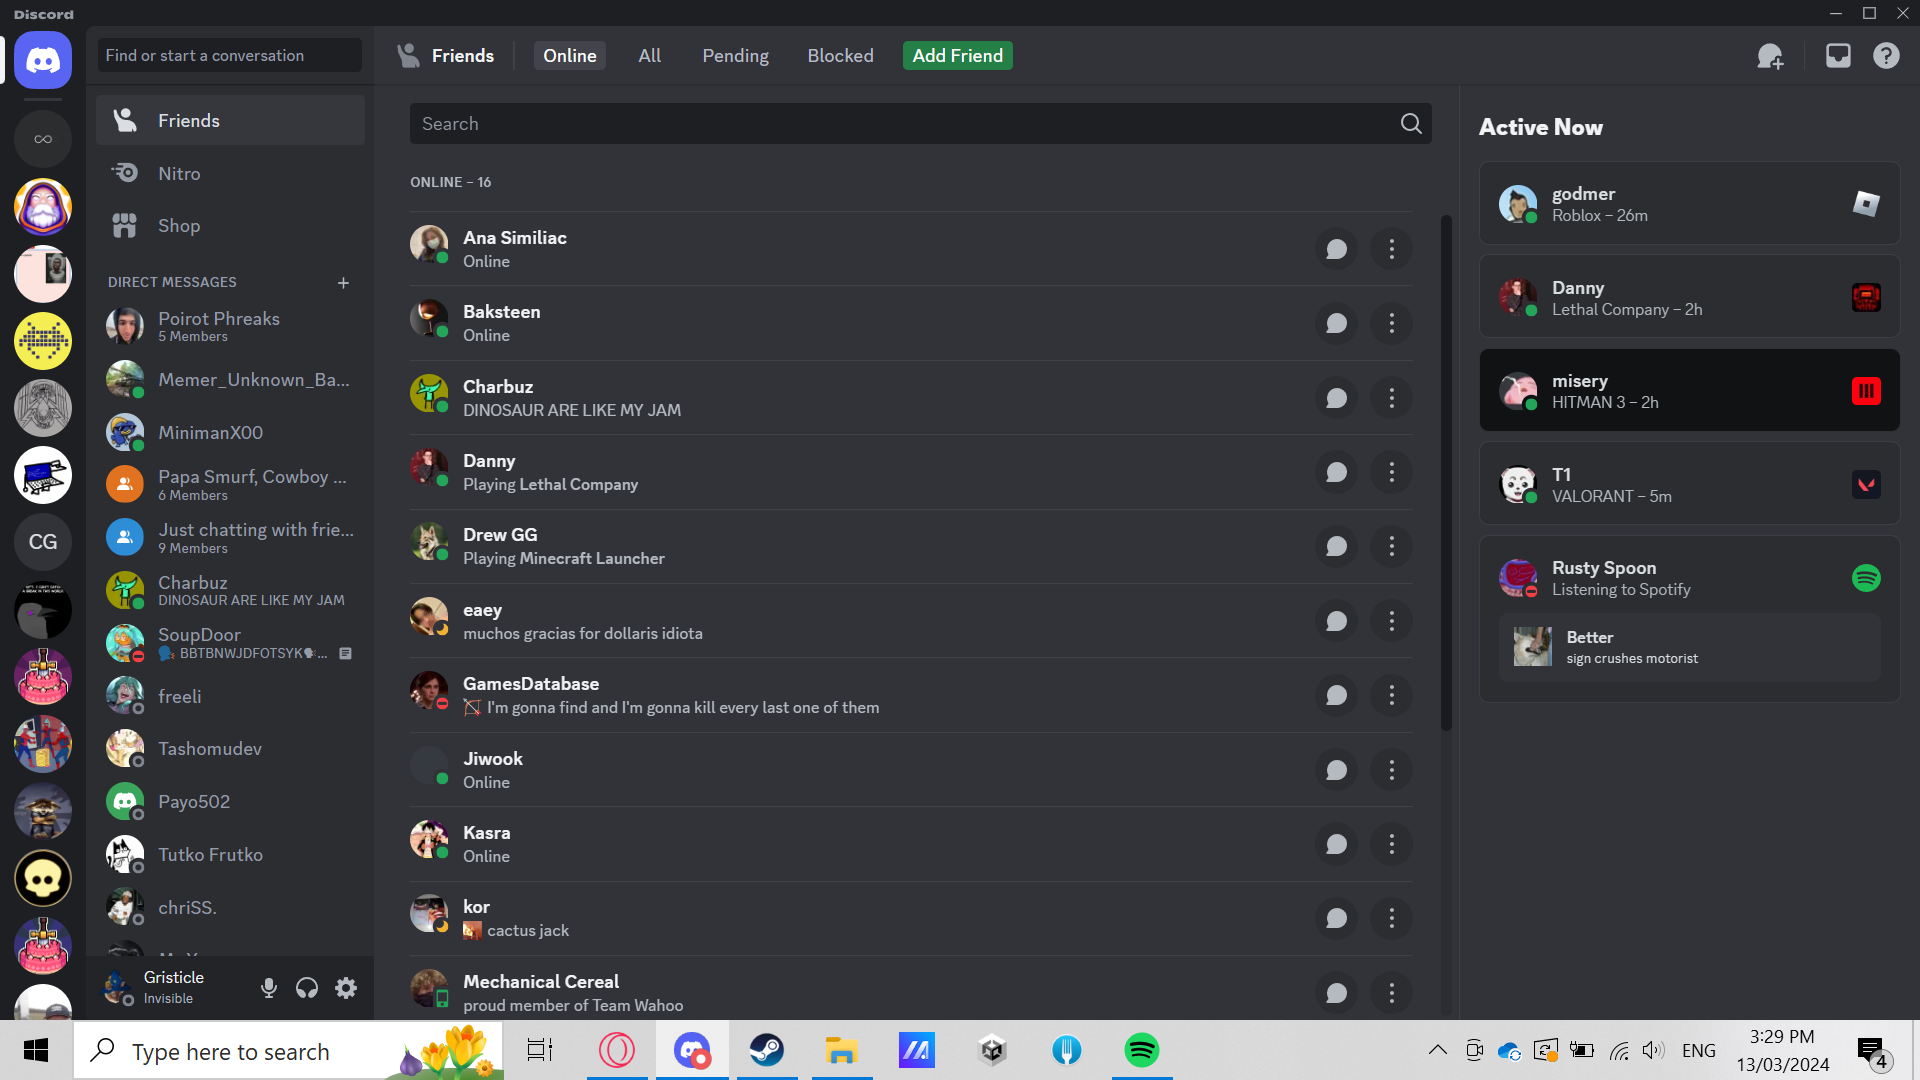 Discord
Find or start a conversation
Friends
Online
All
Pending
Blocked
Add Friend
Friends
Nitro
Shop
DIRECT MESSAGES
Poirot Phreaks
5 Members
Memer_Unknown_Ba...
MinimanX00
Papa Smurf, Cowboy ...
6 Members
Just chatting with frie...
9 Members
Charbuz
DINOSAUR ARE LIKE MY JAM
SoupDoor
BBTBNWJDFOTSYK...
freeli
Tashomudev
Payo502
Tutko Frutko
chriSS.
CG
Gristicle
Invisible
Search
ONLINE – 16
Ana Similiac
Online
Baksteen
Online
Charbuz
DINOSAUR ARE LIKE MY JAM
Danny
Playing Lethal Company
Drew GG
Playing Minecraft Launcher
eaey
muchos gracias for dollaris idiota
GamesDatabase
I'm gonna find and I'm gonna kill every last one of them
Jiwook
Online
Kasra
Online
kor
cactus jack
Mechanical Cereal
proud member of Team Wahoo
Active Now
godmer
Roblox – 26m
Danny
Lethal Company – 2h
misery
HITMAN 3 – 2h
T1
VALORANT – 5m
Rusty Spoon
Listening to Spotify
Better
sign crushes motorist
Type here to search
ENG
3:29 PM
13/03/2024
4